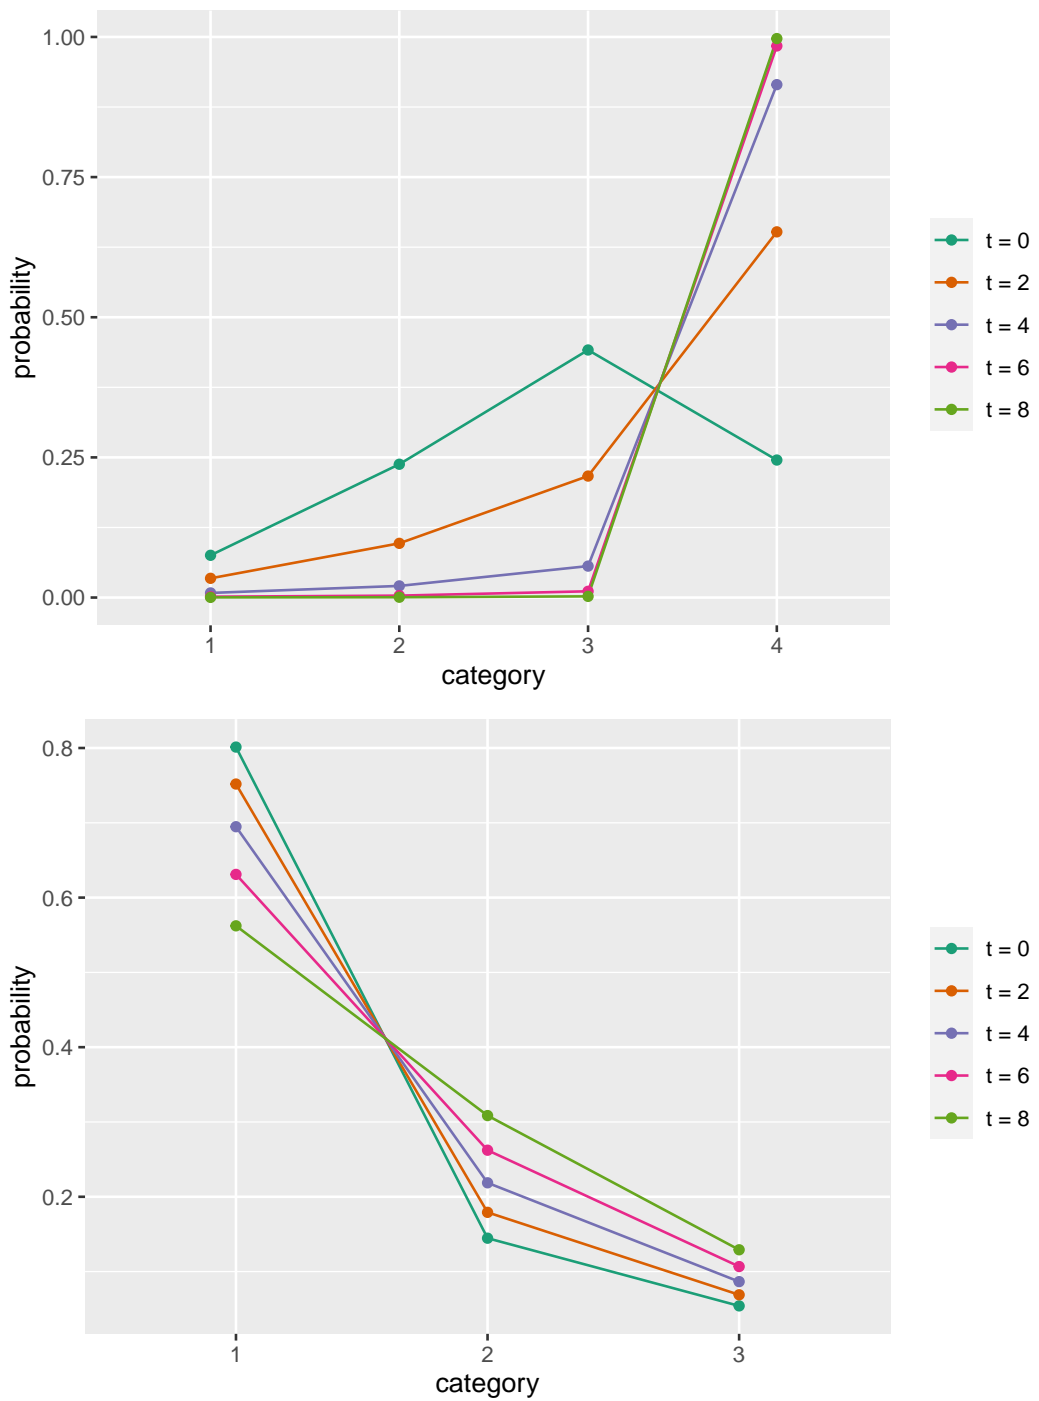 1.00
0.75
0.50
0.25
0.00
probability
1 2 3 4
category
t = 0
t = 2
t = 4
t = 6
t = 8
0.8
0.6
0.4
0.2
probability
1 2 3
category
t = 0
t = 2
t = 4
t = 6
t = 8